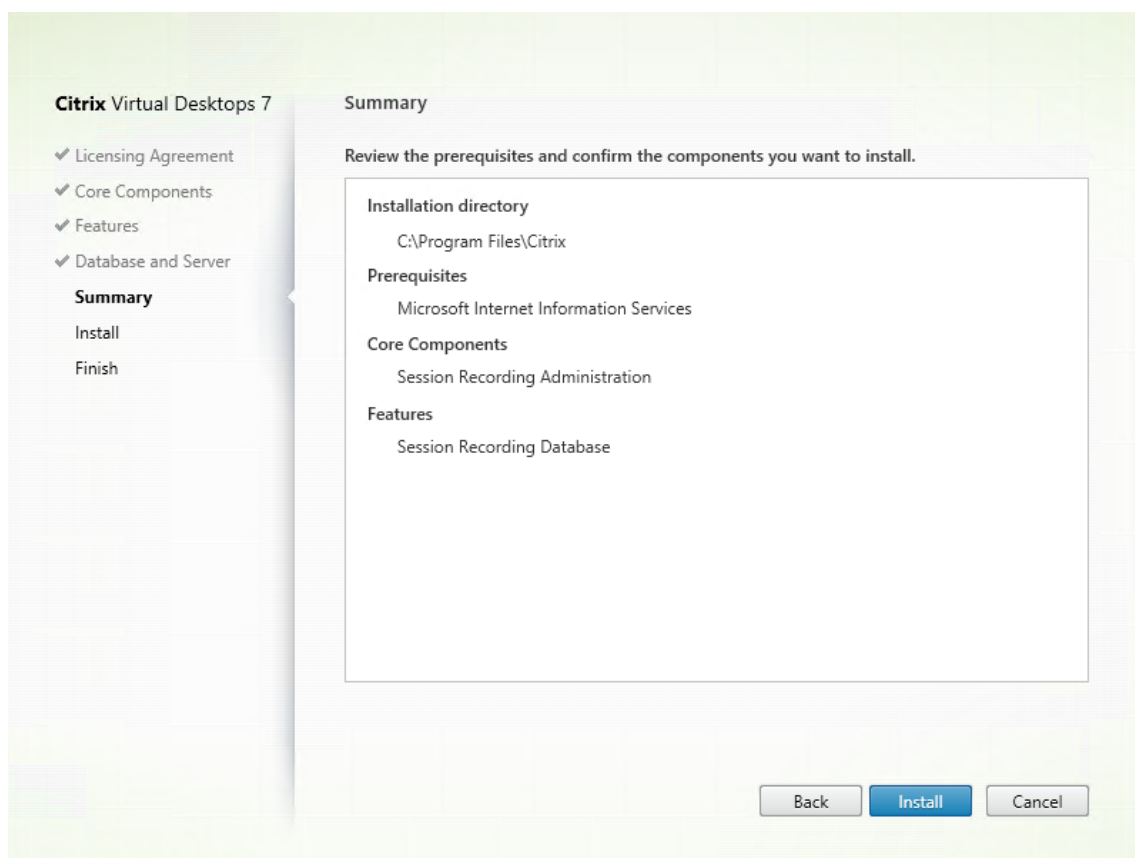 Citrix Virtual Desktops 7
Licensing Agreement
Core Components
Features
Database and Server
Summary
Install
Finish
Summary
Review the prerequisites and confirm the components you want to install.
Installation directory
C:\Program Files\Citrix
Prerequisites
Microsoft Internet Information Services
Core Components
Session Recording Administration
Features
Session Recording Database
Back
Install
Cancel